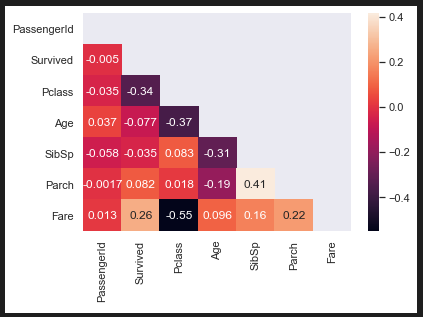 PassengerId
0.4
Survived -0.005
Pclass -0.035 -0.34
0.2
Age 0.037 -0.077 -0.37
0.0
SibSp -0.058 -0.035 0.083 -0.31
-0.2
Parch -0.0017 0.082 0.018 -0.19 0.41
-0.4
Fare 0.013 0.26 -0.55 0.096 0.16 0.22
PassengerId Survived Pclass Age SibSp Parch Fare